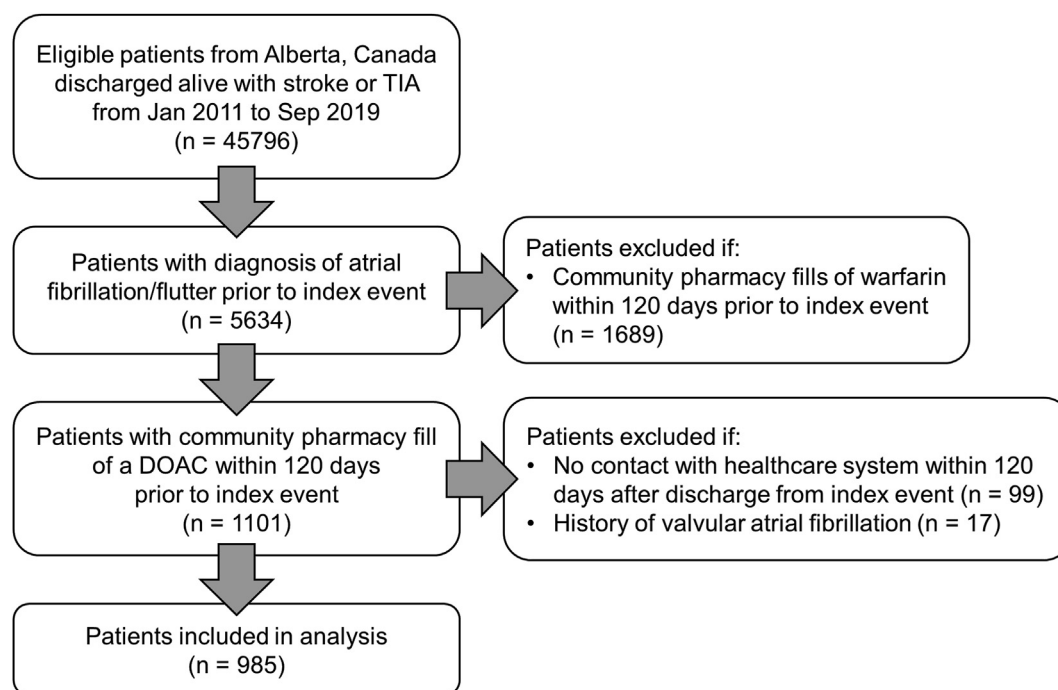 Eligible patients from Alberta, Canada
discharged alive with stroke or TIA
from Jan 2011 to Sep 2019
(n = 45796)
Patients with diagnosis of atrial
fibrillation/flutter prior to index event
(n = 5634)
Patients excluded if:
• Community pharmacy fills of warfarin
within 120 days prior to index event
(n = 1689)
Patients with community pharmacy fill
of a DOAC within 120 days
prior to index event
(n = 1101)
Patients excluded if:
• No contact with healthcare system within 120
days after discharge from index event (n = 99)
• History of valvular atrial fibrillation (n = 17)
Patients included in analysis
(n = 985)